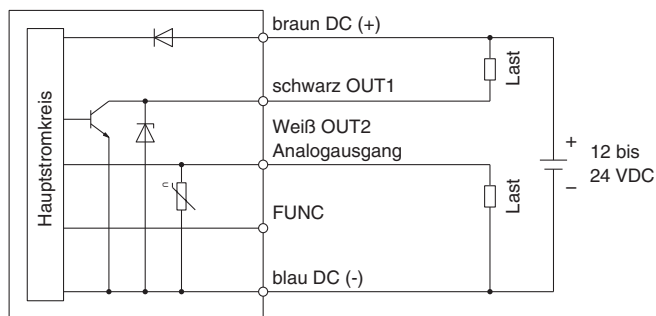 braun DC (+)
Last
schwarz OUT1
Hauptstromkreis
Weiß OUT2
Analogausgang
+
12 bis
24 VDC
−
U
Last
FUNC
blau DC (-)